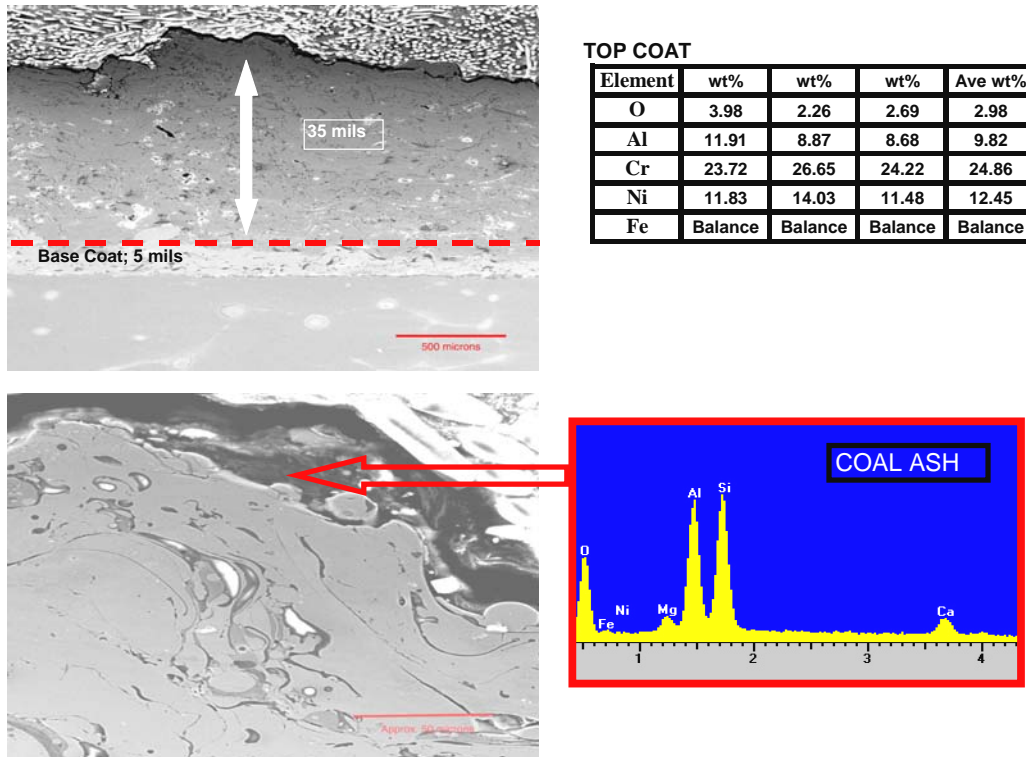 35 mils
Base Coat; 5 mils
500 microns
TOP COAT
Element wt% wt% wt% Ave wt%
O 3.98 2.26 2.69 2.98
Al 11.91 8.87 8.68 9.82
Cr 23.72 26.65 24.22 24.86
Ni 11.83 14.03 11.48 12.45
Fe Balance Balance Balance Balance
Approx. 50 microns
COAL ASH
O Fe Ni Mg Al Si Ca
1 2 3 4